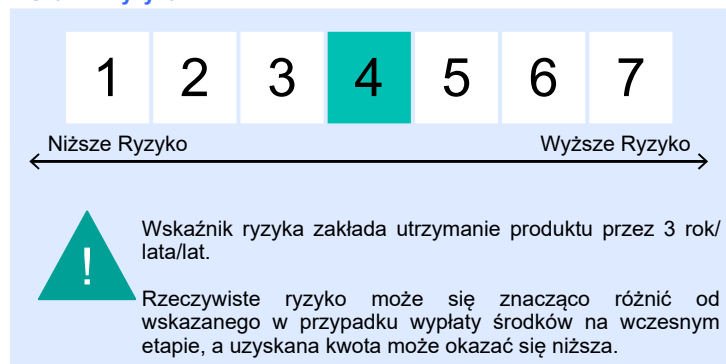 1 2 3 4 5 6 7
Niższe Ryzyko Wyższe Ryzyko
!
Wskaźnik ryzyka zakłada utrzymanie produktu przez 3 rok/
lata/lat.
Rzeczywiste ryzyko może się znacząco różnić od
wskazanego w przypadku wypłaty środków na wczesnym
etapie, a uzyskana kwota może okazać się niższa.